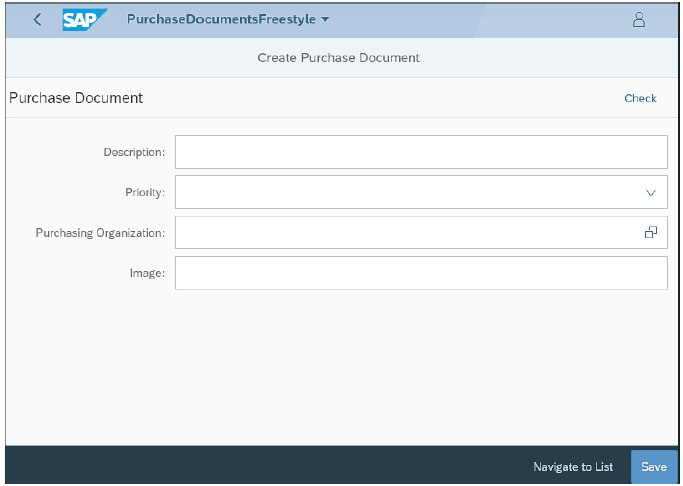 SAP PurchaseDocumentsFreestyle
Create Purchase Document
Purchase Document Check
Description:
Priority:
Purchasing Organization:
Image:
Navigate to List Save